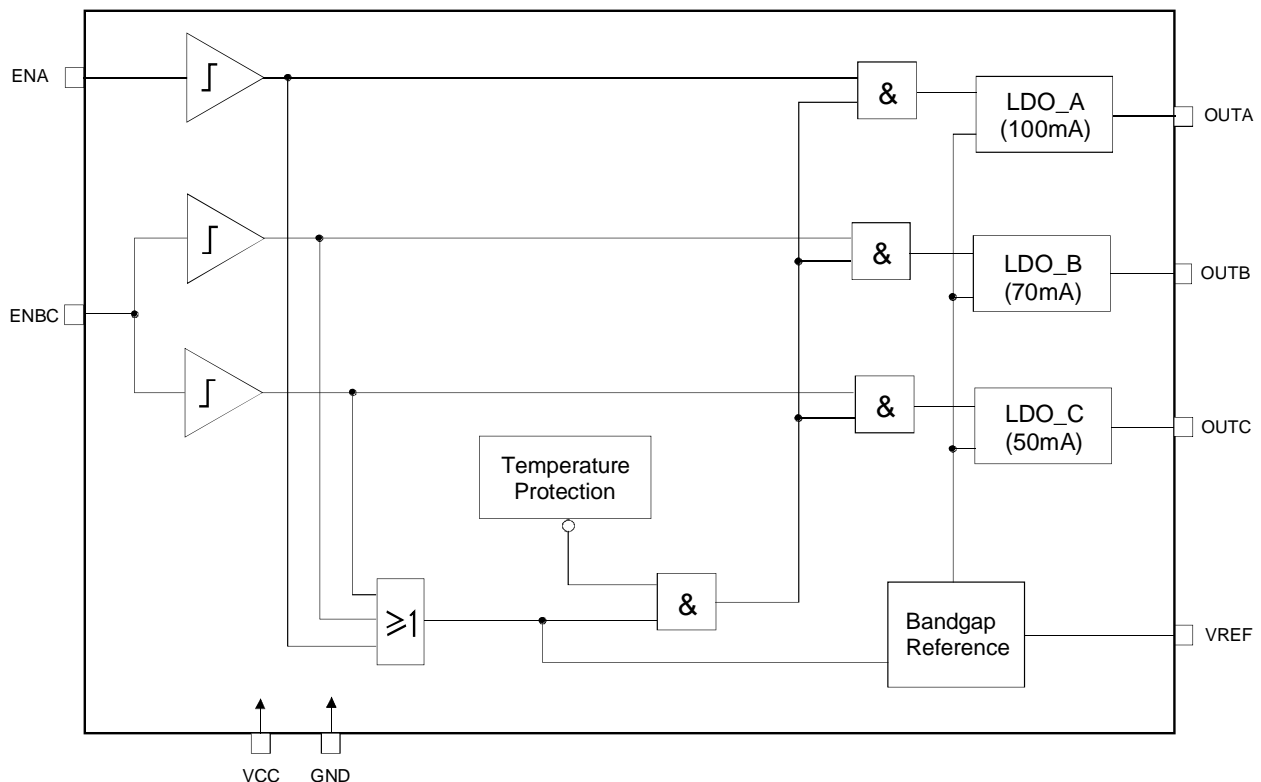 ENA
&
LDO_A
(100mA)
OUTA
&
LDO_B
(70mA)
OUTB
ENBC
&
LDO_C
(50mA)
OUTC
Temperature
Protection
≥1
&
Bandgap
Reference
VREF
VCC
GND